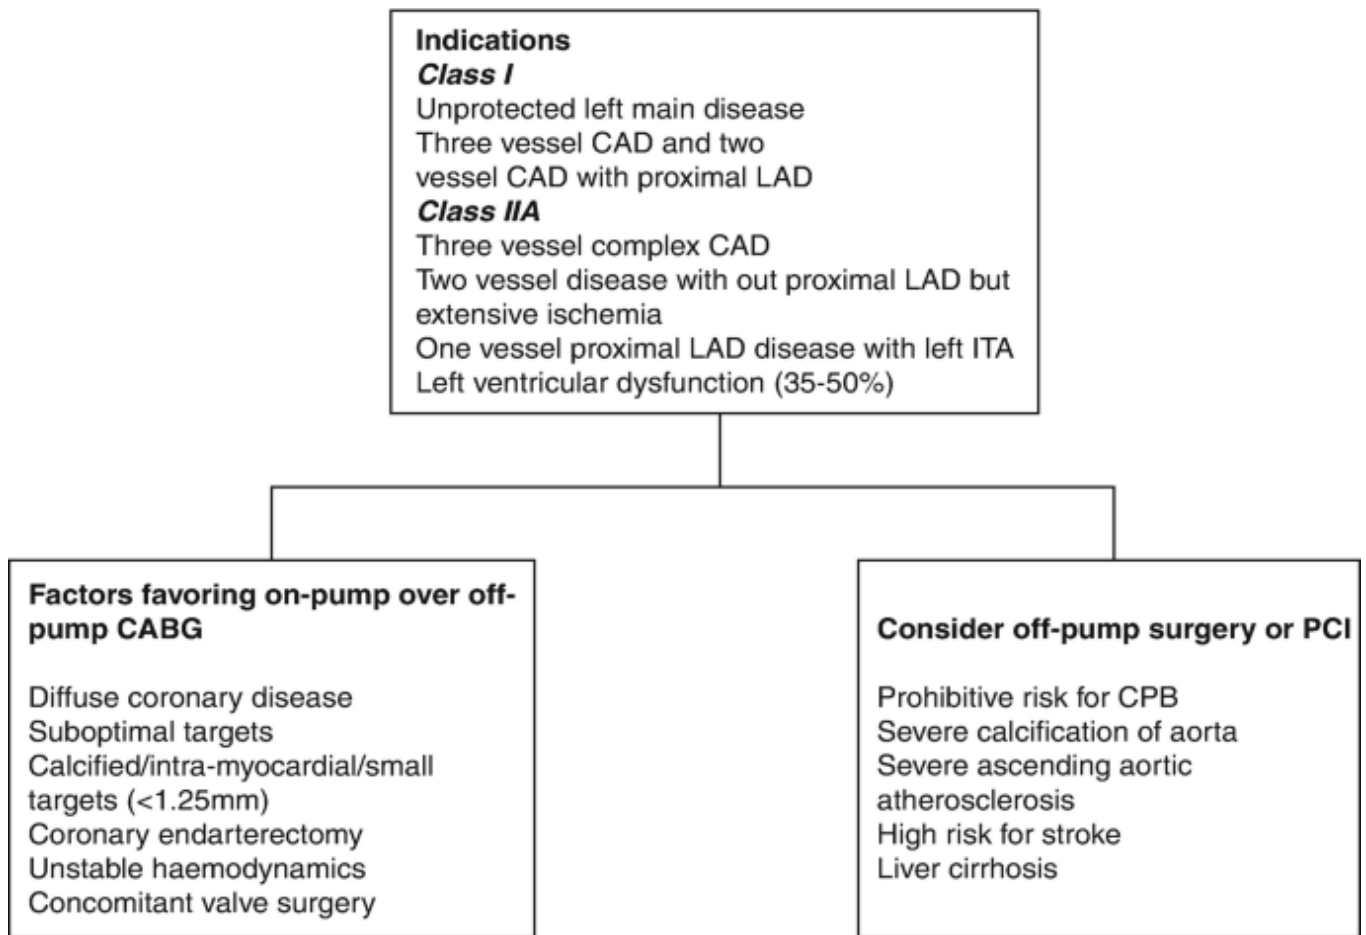 Indications
Class I
Unprotected left main disease
Three vessel CAD and two
vessel CAD with proximal LAD
Class IIA
Three vessel complex CAD
Two vessel disease with out proximal LAD but
extensive ischemia
One vessel proximal LAD disease with left ITA
Left ventricular dysfunction (35-50%)
Factors favoring on-pump over off-
pump CABG
Diffuse coronary disease
Suboptimal targets
Calcified/intra-myocardial/small
targets (<1.25mm)
Coronary endarterectomy
Unstable haemodynamics
Concomitant valve surgery
Consider off-pump surgery or PCI
Prohibitive risk for CPB
Severe calcification of aorta
Severe ascending aortic
atherosclerosis
High risk for stroke
Liver cirrhosis